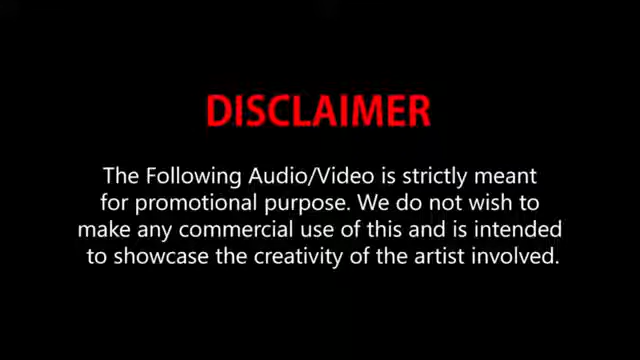 DISCLAIMER
The Following Audio/Video is strictly meant
for promotional purpose. We do not wish to
make any commercial use of this and is intended
to showcase the creativity of the artist involved.